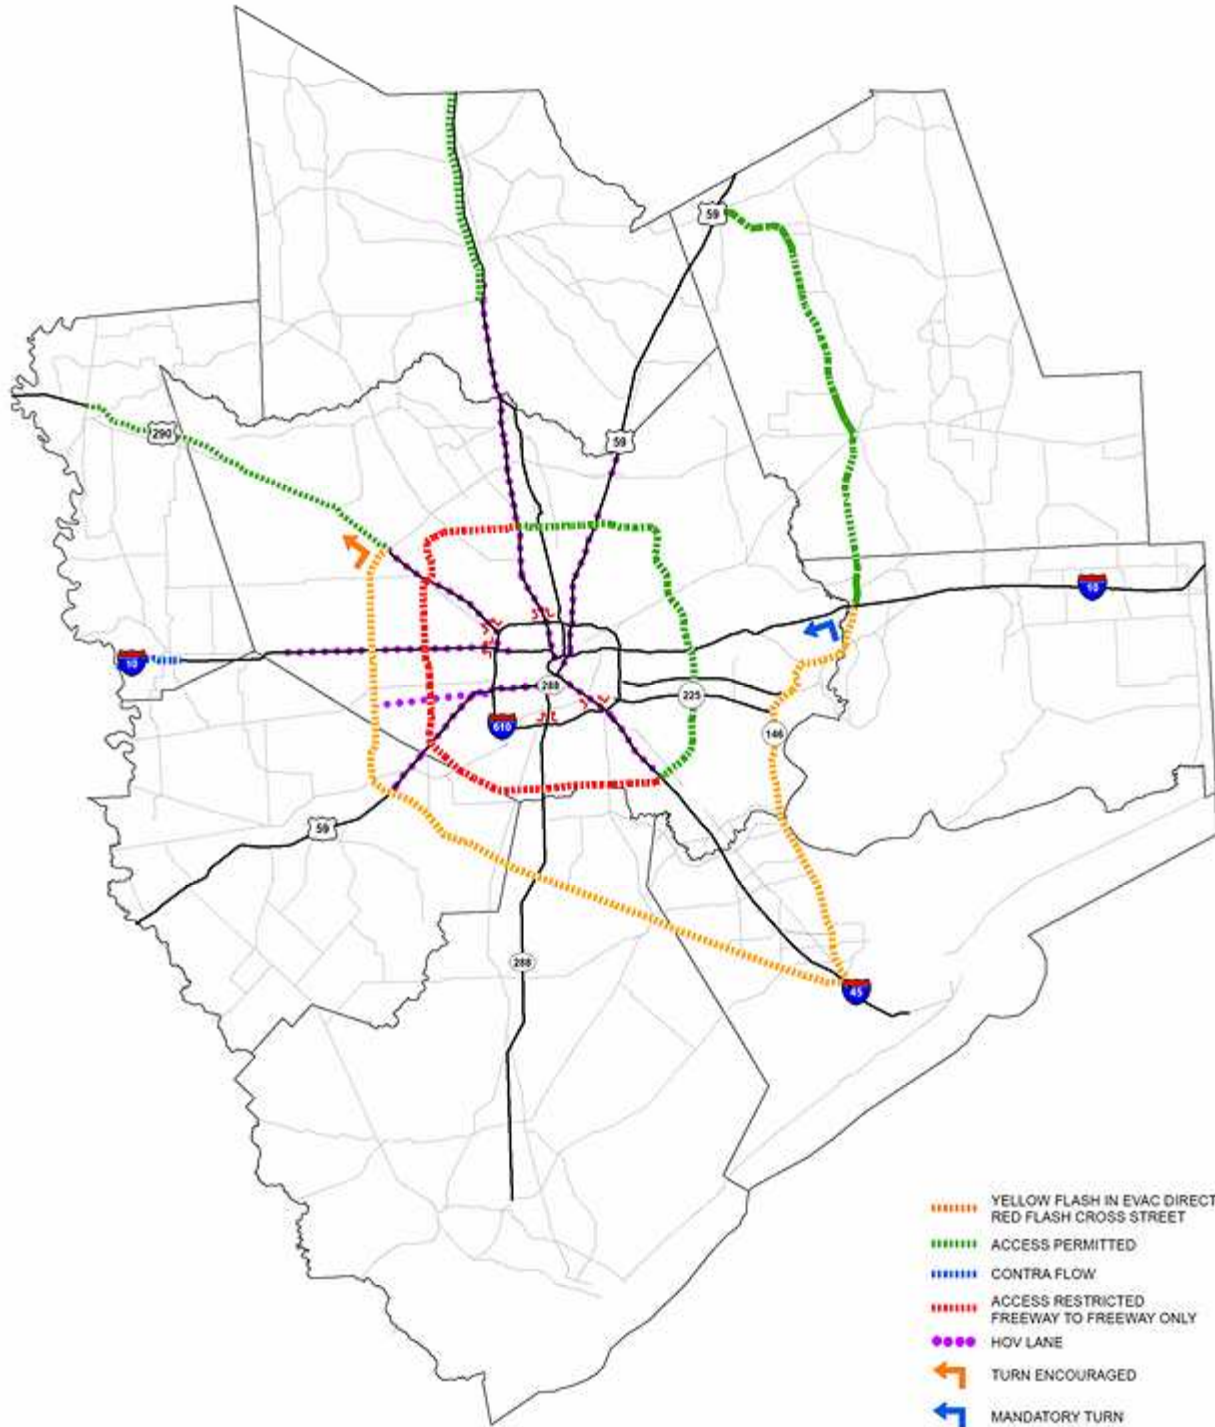 59
290
59
10
10
288
225
610
146
59
288
45
YELLOW FLASH IN EVAC DIRECT
RED FLASH CROSS STREET
ACCESS PERMITTED
CONTRA FLOW
ACCESS RESTRICTED
FREEWAY TO FREEWAY ONLY
HOV LANE
TURN ENCOURAGED
MANDATORY TURN